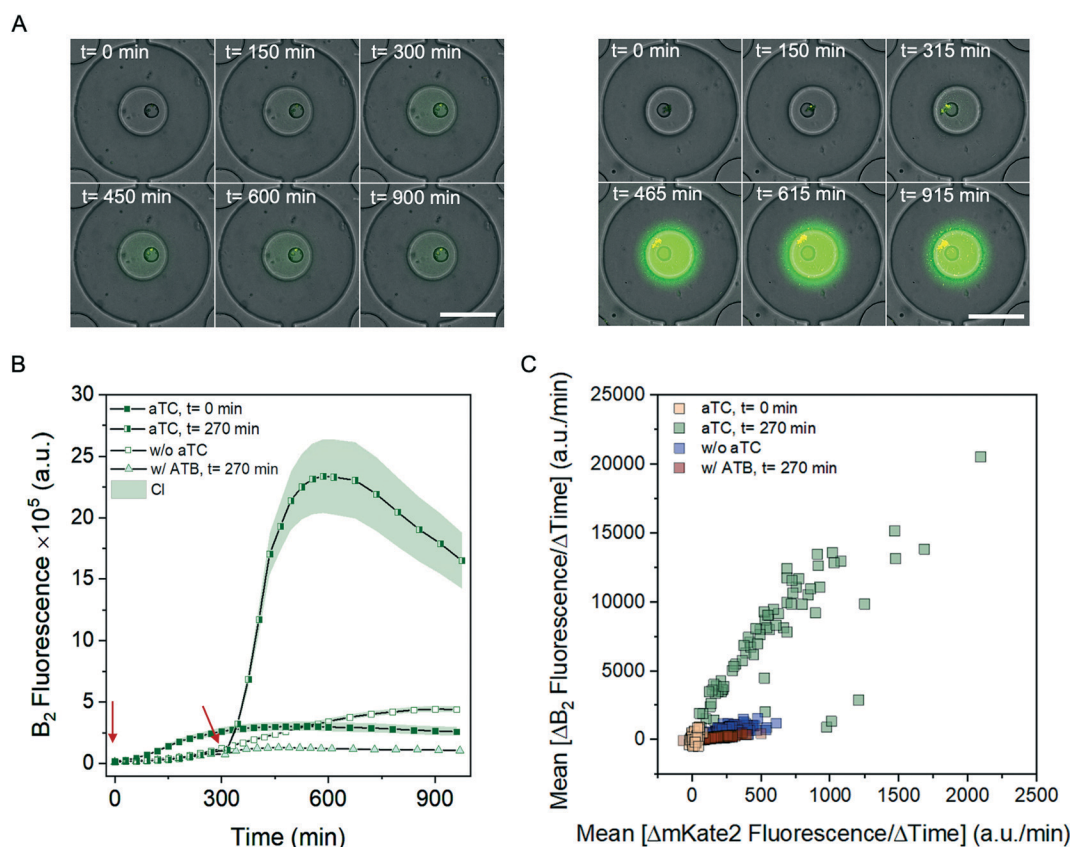 A
t= 0 min
t= 150 min
t= 300 min
t= 450 min
t= 600 min
t= 900 min
t= 0 min
t= 150 min
t= 315 min
t= 465 min
t= 615 min
t= 915 min
B
B₂ Fluorescence ×10⁵ (a.u.)
30
25
20
15
10
5
0
aTC, t= 0 min
aTC, t= 270 min
w/o aTC
w/ ATB, t= 270 min
CI
0
300
600
900
Time (min)
C
Mean [ΔB₂ Fluorescence/ΔTime] (a.u./min)
25000
20000
15000
10000
5000
0
aTC, t= 0 min
aTC, t= 270 min
w/o aTC
w/ ATB, t= 270 min
0
500
1000
1500
2000
2500
Mean [ΔmKate2 Fluorescence/ΔTime] (a.u./min)